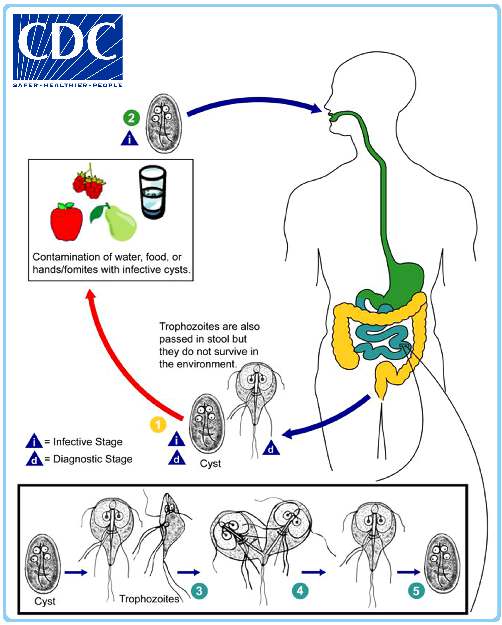 CDC
SAFER·HEALTHIER·PEOPLE
2
i
Contamination of water, food, or
hands/fomites with infective cysts.
Trophozoites are also
passed in stool but
they do not survive in
the environment.
1
i
d
d
Cyst
i = Infective Stage
d = Diagnostic Stage
Cyst
Trophozoites
3
4
5